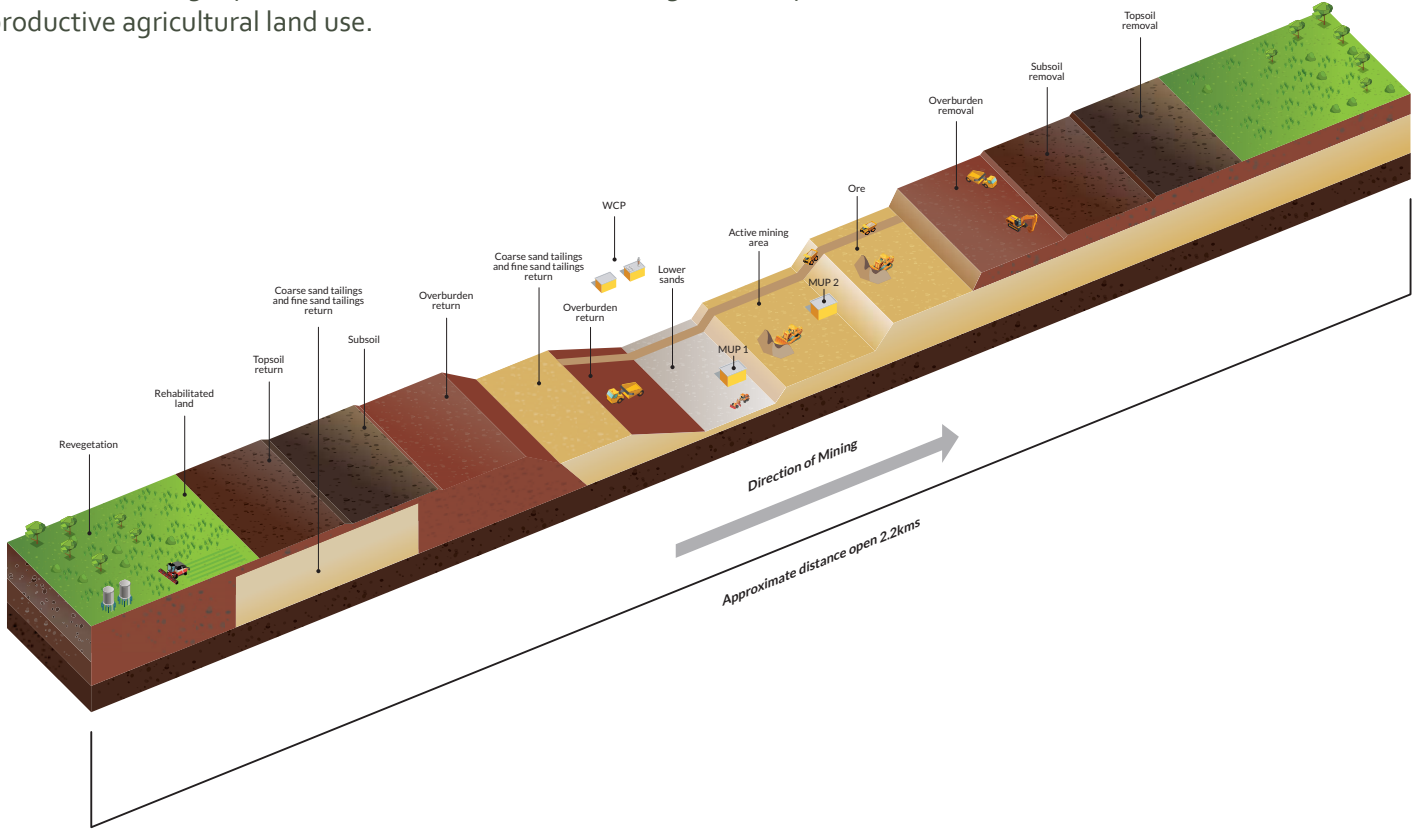 productive agricultural land use.
Topsoil
removal
Subsoil
removal
Overburden
removal
Ore
WCP
Active mining
area
Coarse sand tailings
and fine sand tailings
return
Lower
sands
MUP 2
Coarse sand tailings
and fine sand tailings
return
Overburden
return
Overburden
return
Subsoil
MUP 1
Topsoil
return
Rehabilitated
land
Revegetation
Direction of Mining
Approximate distance open 2.2kms